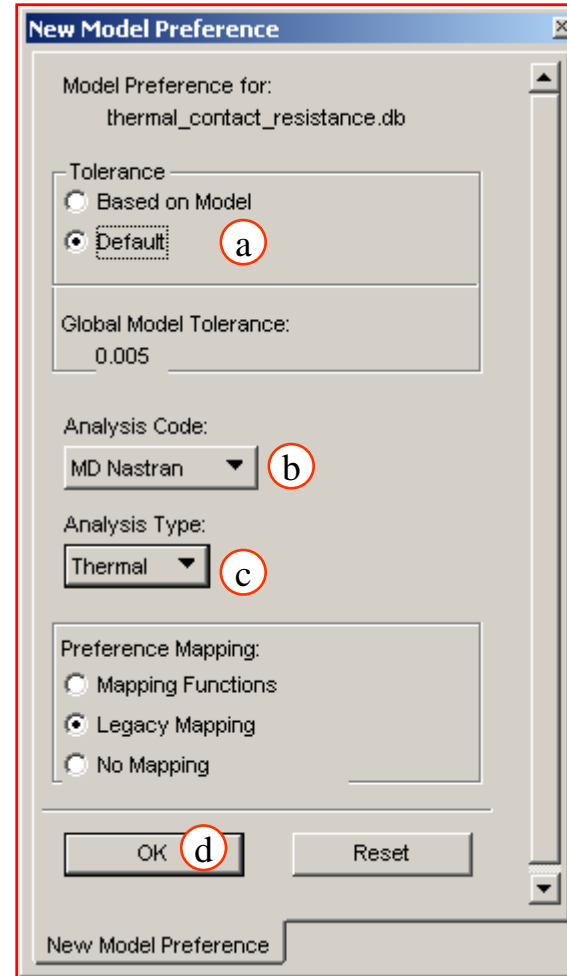 New Model Preference
Model Preference for:
thermal_contact_resistance.db
Tolerance
Based on Model
Default a
Global Model Tolerance:
0.005
Analysis Code:
MD Nastran b
Analysis Type:
Thermal c
Preference Mapping:
Mapping Functions
Legacy Mapping
No Mapping
OK d Reset
New Model Preference